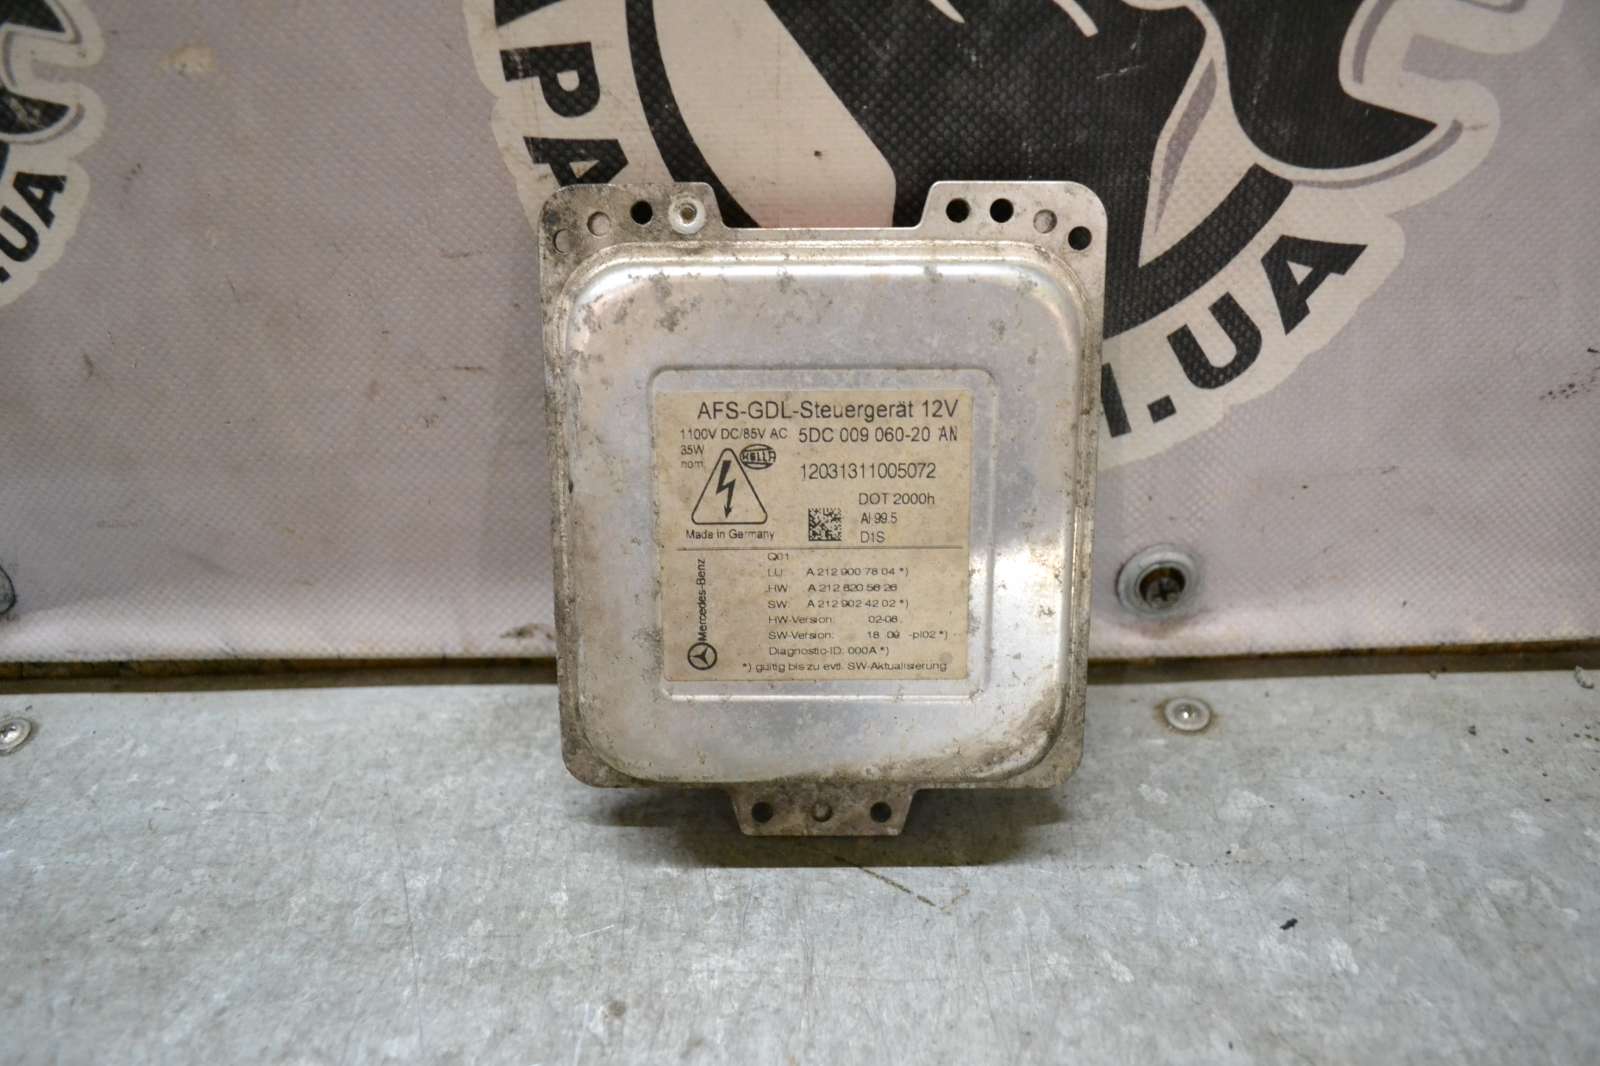 .UA
РА
.UA
AFS-GDL-Steuergerät 12V
1100V DC/85V AC 5DC 009 060-20 AN
35W
nom.
HELLA
12031311005072
DOT 2000h
AI 99.5
D1S
Made in Germany
Q01
LU: A 212 900 78 04 *)
HW: A 212 820 56 26
SW: A 212 902 42 02 *)
HW-Version: 02-08
SW-Version: 18 09 -pl02 *)
Diagnostic-ID: 000A *)
*) gültig bis zu evtl. SW-Aktualisierung
Mercedes-Benz